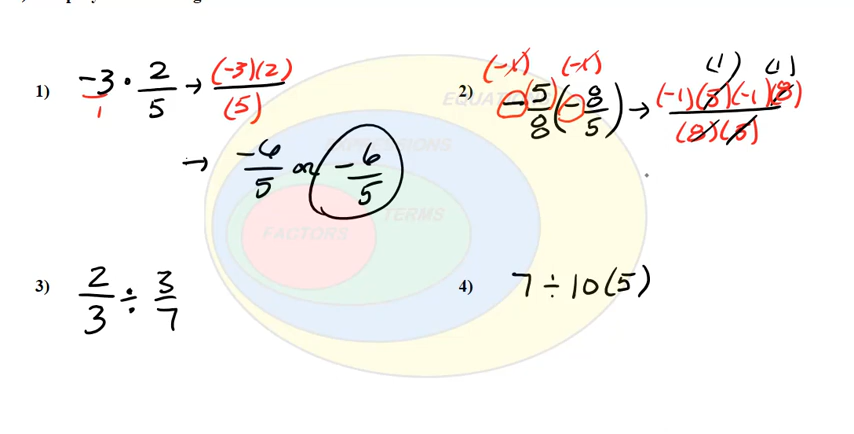 1) -3/1 · 2/5 → (-3)(2)/(5)
→ -6/5 or -6/5
2) (-1) (-1)
-5/8(-8/5) → (-1)(5)(-1)(8)/(8)(5)
(1) (1)
EQUAT
EXPRESSIONS
TERMS
FACTORS
3) 2/3 ÷ 3/7
4) 7 ÷ 10(5)